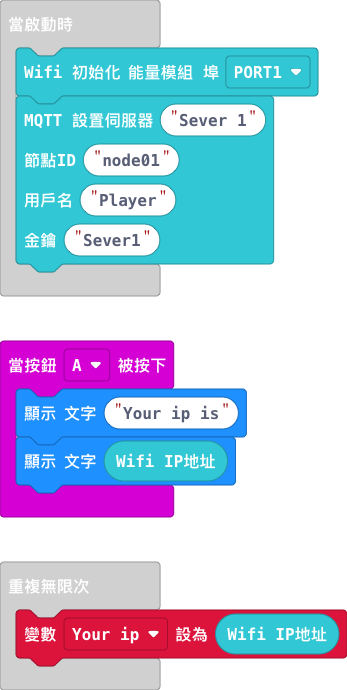 當啟動時
Wifi 初始化 能量模組 埠 PORT1
MQTT 設置伺服器 "Sever 1"
節點ID "node01"
用戶名 "Player"
金鑰 "Sever1"
當按鈕 A 被按下
顯示 文字 "Your ip is"
顯示 文字 Wifi IP地址
重複無限次
變數 Your ip 設為 Wifi IP地址